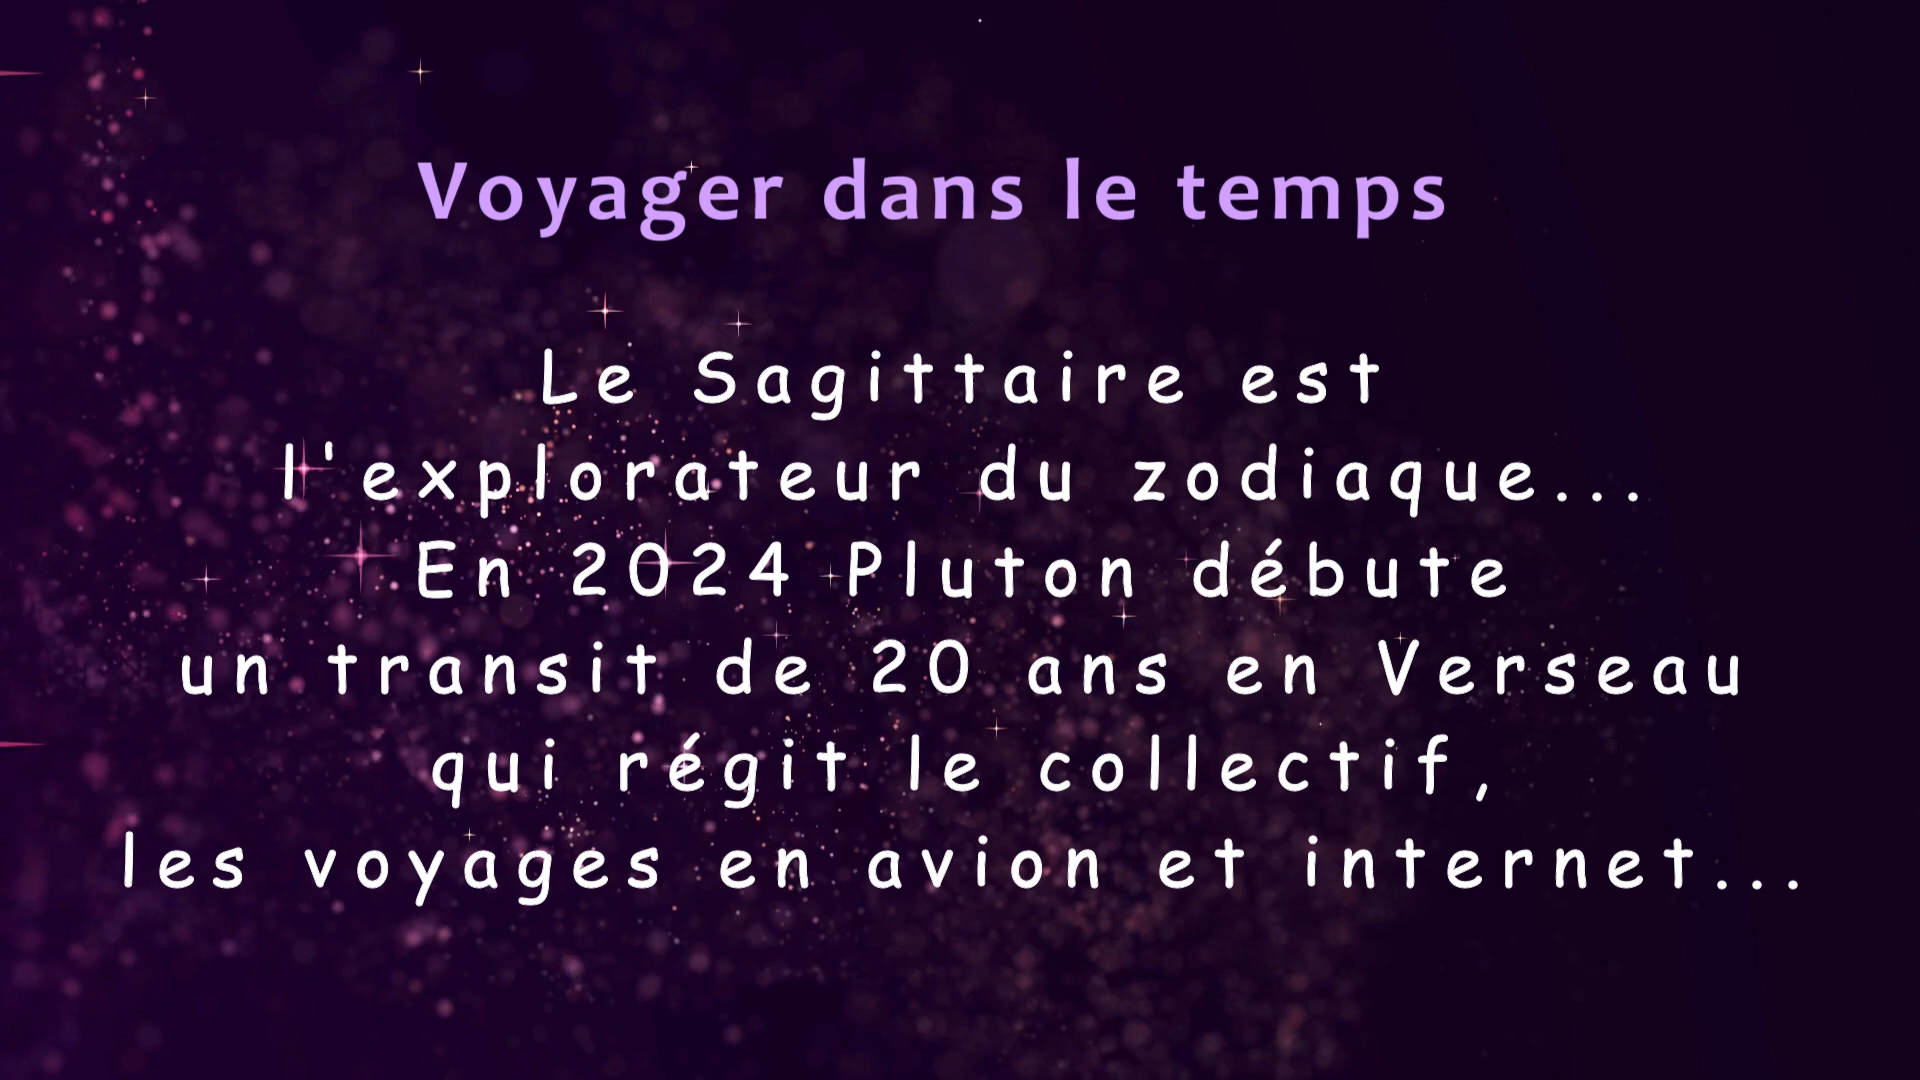 Voyager dans le temps
Le Sagittaire est
l'explorateur du zodiaque...
En 2024 Pluton débute
un transit de 20 ans en Verseau
qui régit le collectif,
les voyages en avion et internet...